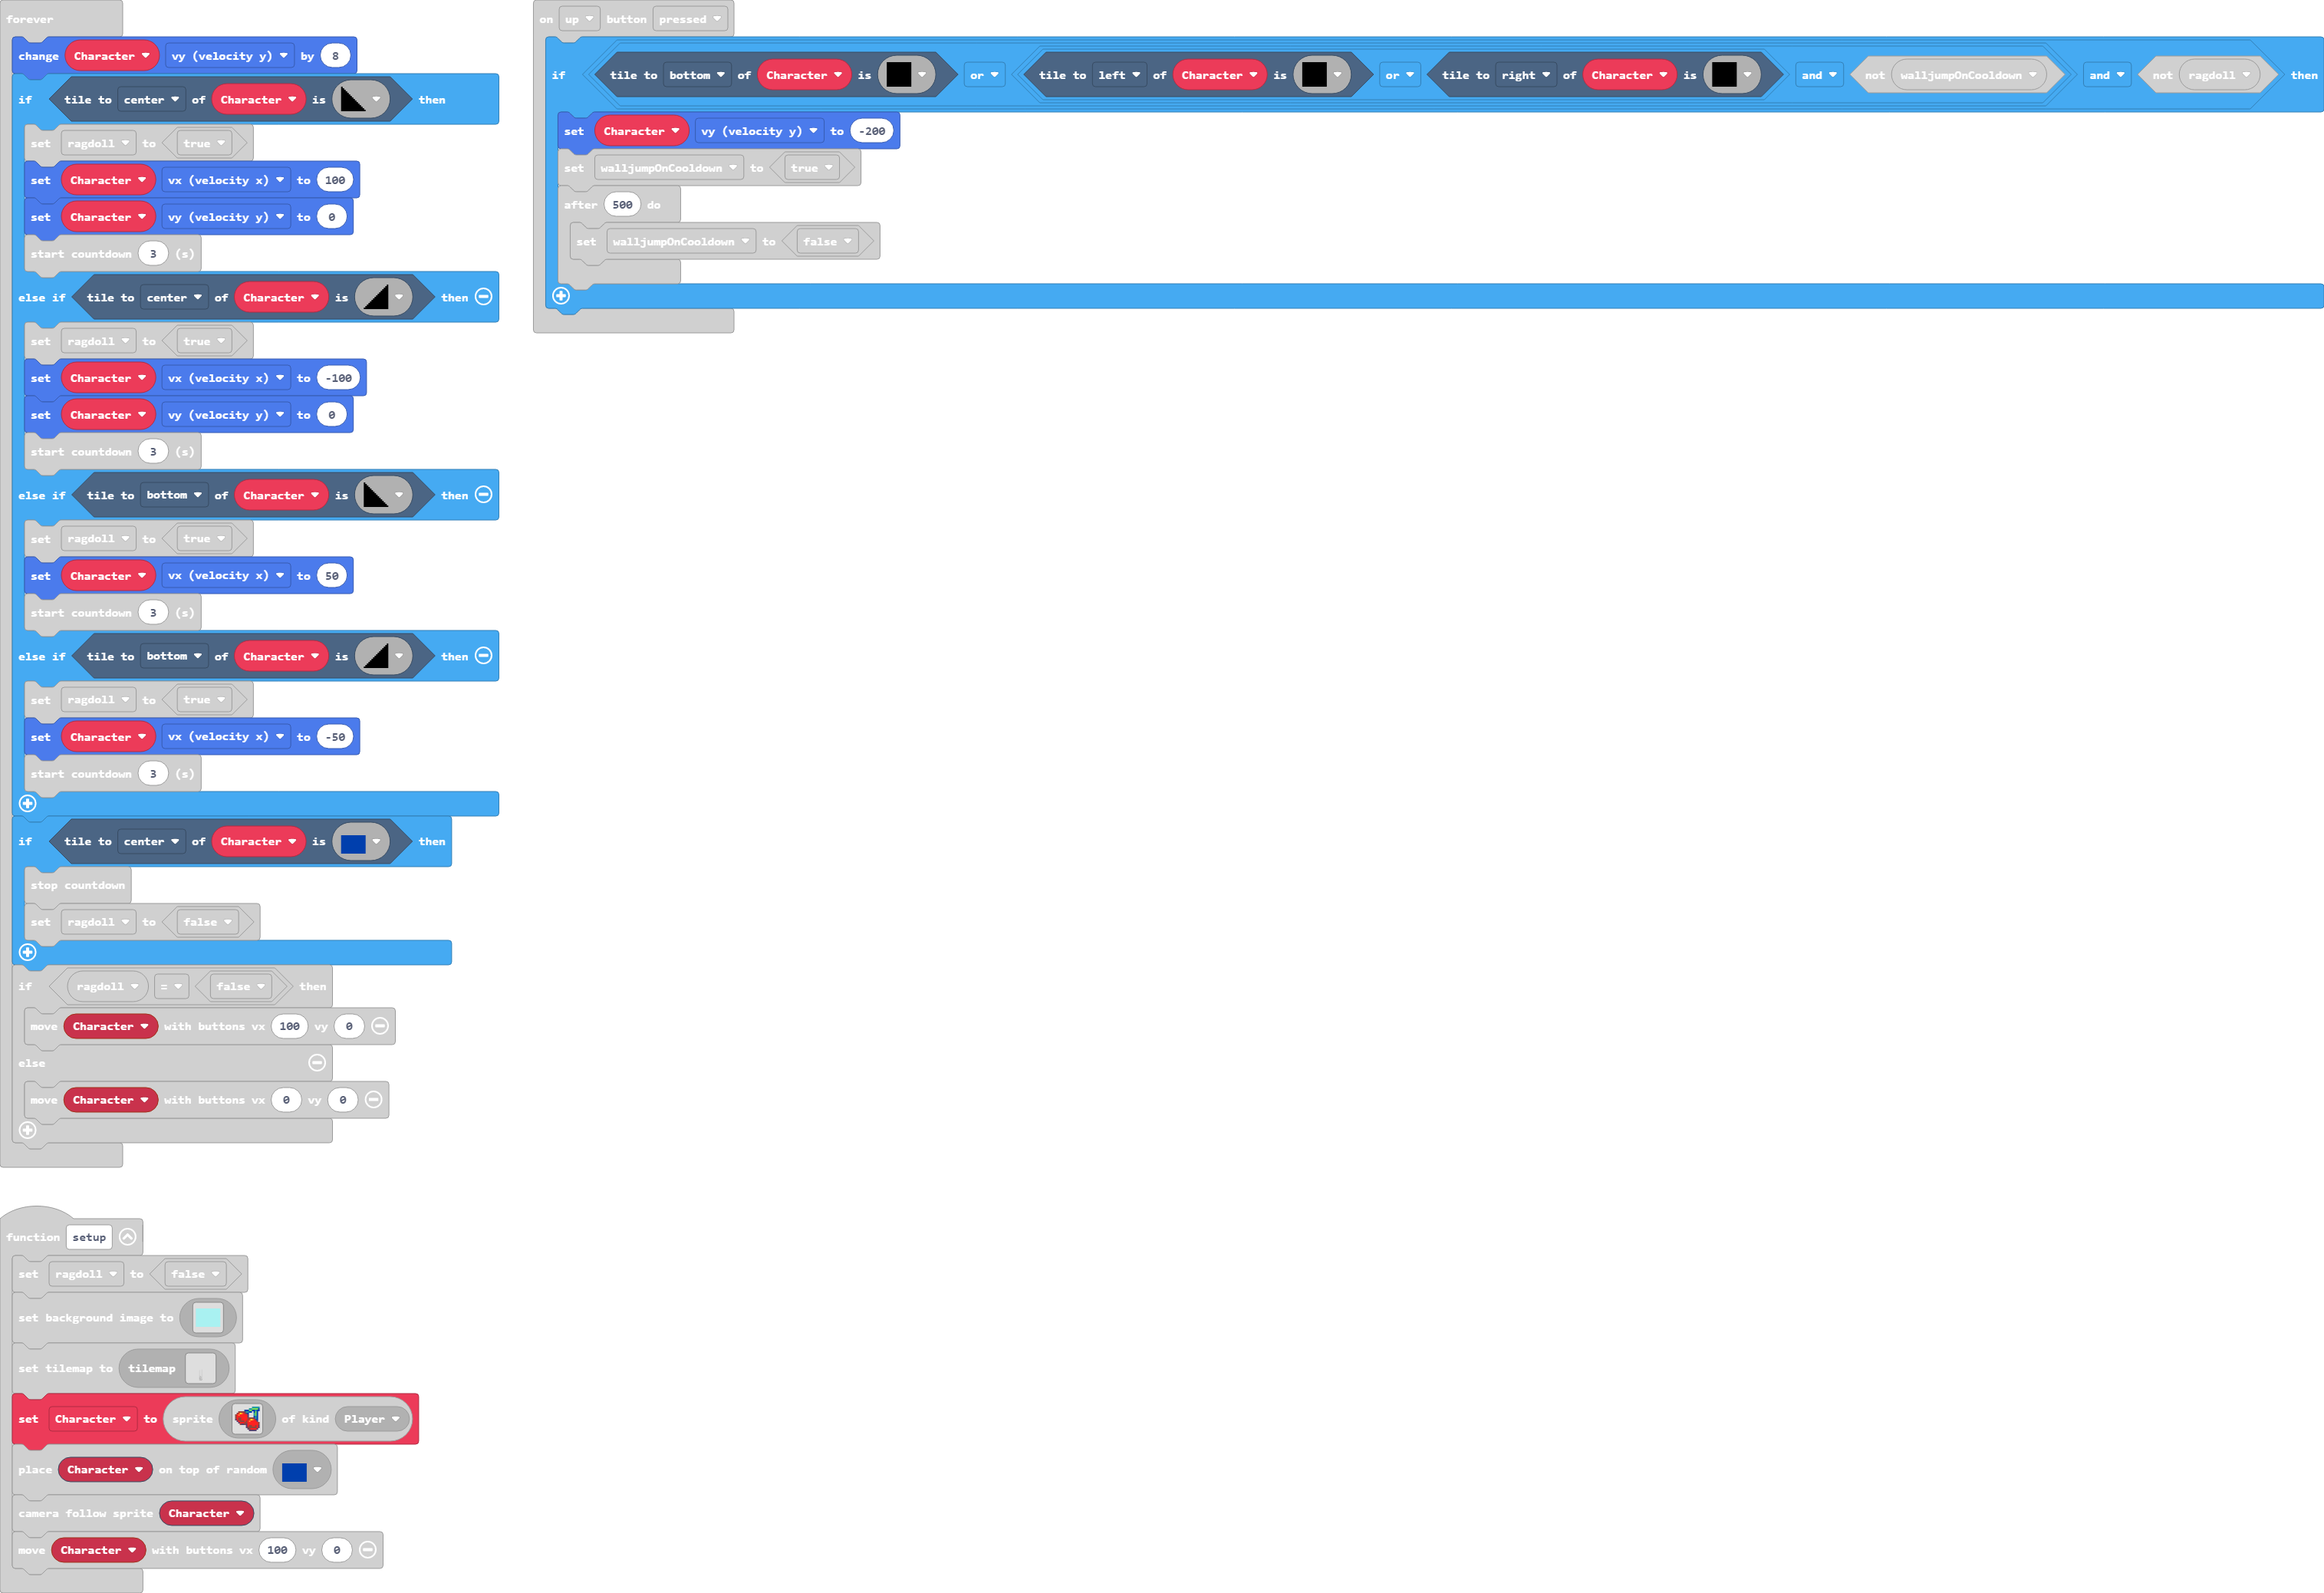 forever
change Character vy (velocity y) by 8
if tile to center of Character is then
set ragdoll to true
set Character vx (velocity x) to 100
set Character vy (velocity y) to 0
start countdown 3 (s)
else if tile to center of Character is then
set ragdoll to true
set Character vx (velocity x) to -100
set Character vy (velocity y) to 0
start countdown 3 (s)
else if tile to bottom of Character is then
set ragdoll to true
set Character vx (velocity x) to 50
start countdown 3 (s)
else if tile to bottom of Character is then
set ragdoll to true
set Character vx (velocity x) to -50
start countdown 3 (s)
if tile to center of Character is then
stop countdown
set ragdoll to false
if ragdoll = false then
move Character with buttons vx 100 vy 0
else
move Character with buttons vx 0 vy 0
on up button pressed
if tile to bottom of Character is or tile to left of Character is or tile to right of Character is and not walljumpOnCooldown and not ragdoll then
set Character vy (velocity y) to -200
set walljumpOnCooldown to true
after 500 do
set walljumpOnCooldown to false
function setup
set ragdoll to false
set background image to
set tilemap to tilemap
set Character to sprite of kind Player
place Character on top of random
camera follow sprite Character
move Character with buttons vx 100 vy 0